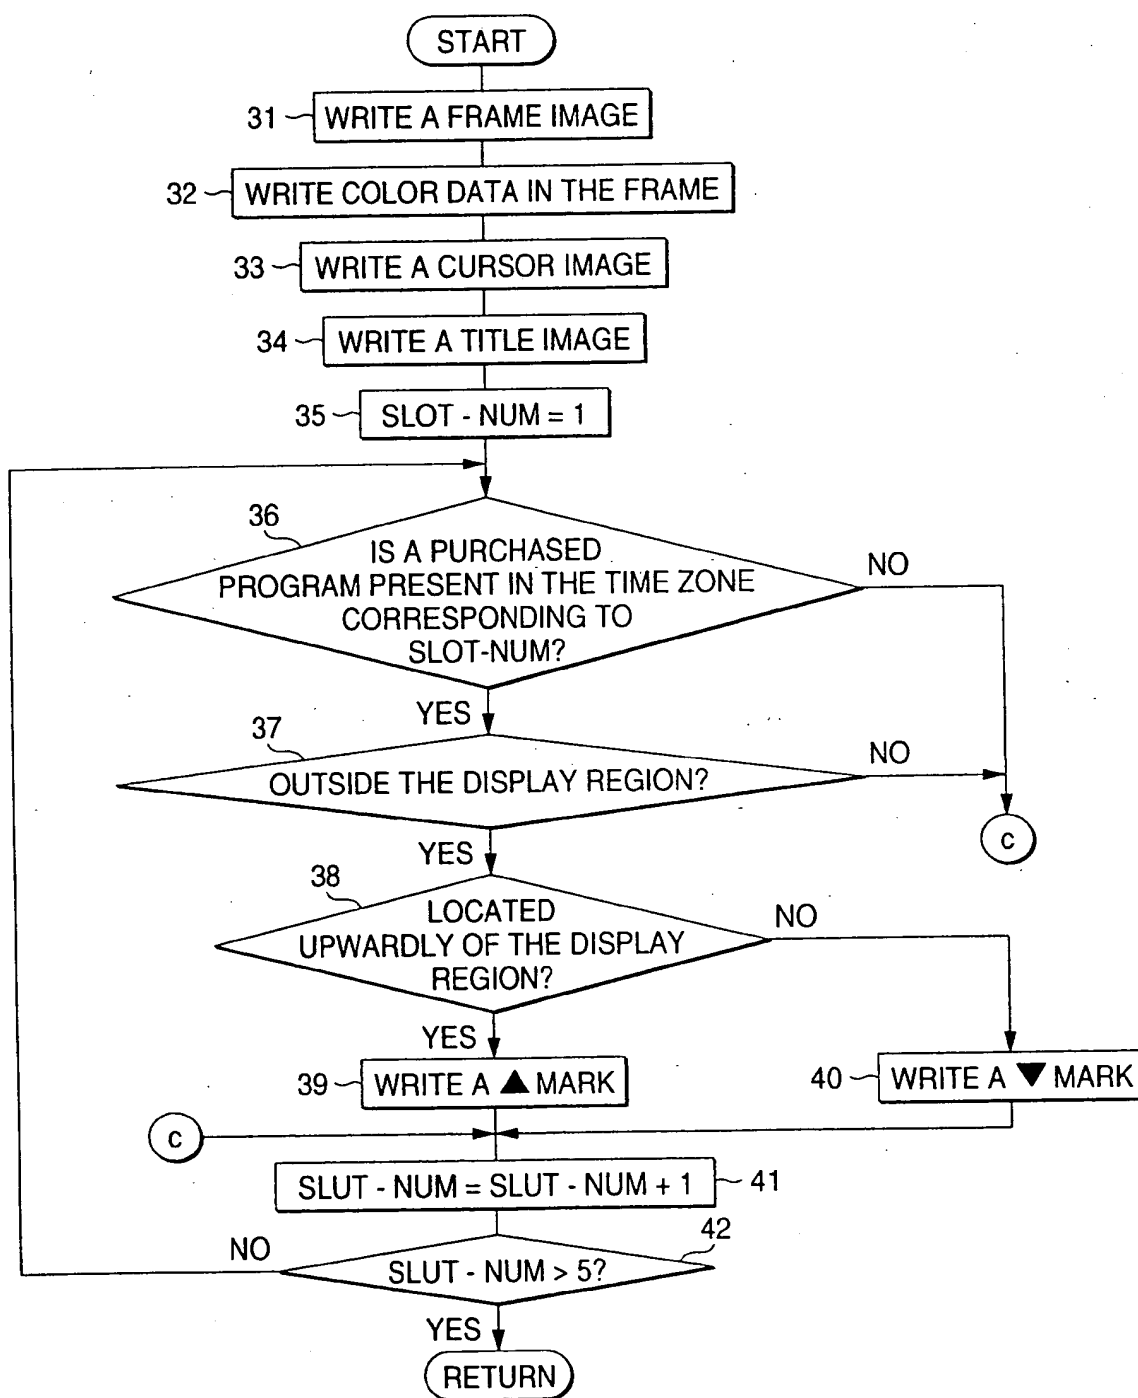 START
31 WRITE A FRAME IMAGE
32 WRITE COLOR DATA IN THE FRAME
33 WRITE A CURSOR IMAGE
34 WRITE A TITLE IMAGE
35 SLOT - NUM = 1
36
IS A PURCHASED
PROGRAM PRESENT IN THE TIME ZONE
CORRESPONDING TO
SLOT-NUM?
NO
YES
37
OUTSIDE THE DISPLAY REGION?
NO
c
YES
38
LOCATED
UPWARDLY OF THE DISPLAY
REGION?
NO
YES
39 WRITE A ▲ MARK
40 WRITE A ▼ MARK
c
SLUT - NUM = SLUT - NUM + 1 41
42
NO
SLUT - NUM > 5?
YES
RETURN